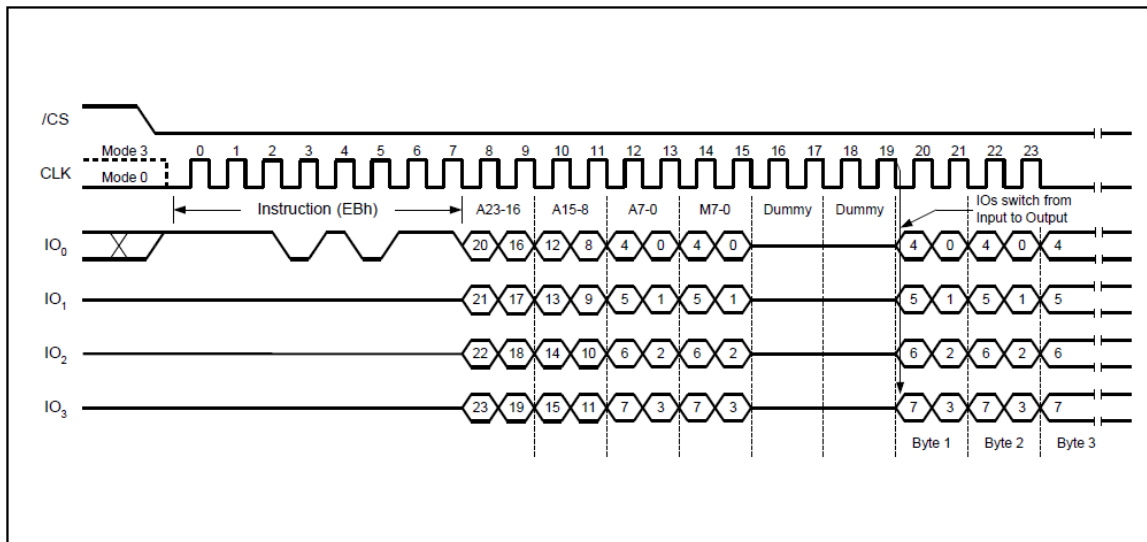 /CS
Mode 3
0 1 2 3 4 5 6 7 8 9 10 11 12 13 14 15 16 17 18 19 20 21 22 23
CLK
Mode 0
Instruction (EBh) A23-16 A15-8 A7-0 M7-0 Dummy Dummy
IOs switch from
Input to Output
IO0 20 16 12 8 4 0 4 0 4 0 4 0 4
IO1 21 17 13 9 5 1 5 1 5 1 5 1 5
IO2 22 18 14 10 6 2 6 2 6 2 6 2 6
IO3 23 19 15 11 7 3 7 3 7 3 7 3 7
Byte 1 Byte 2 Byte 3